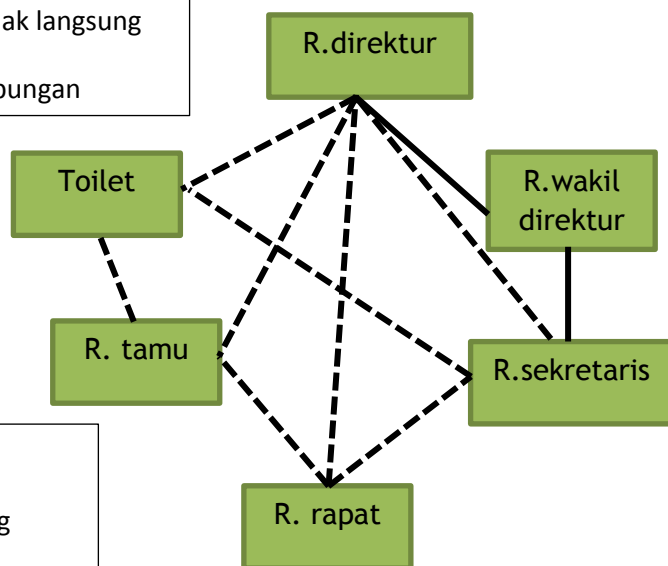 ak langsung
bungan
R.direktur
Toilet
R.wakil
direktur
R. tamu
R.sekretaris
g
R. rapat